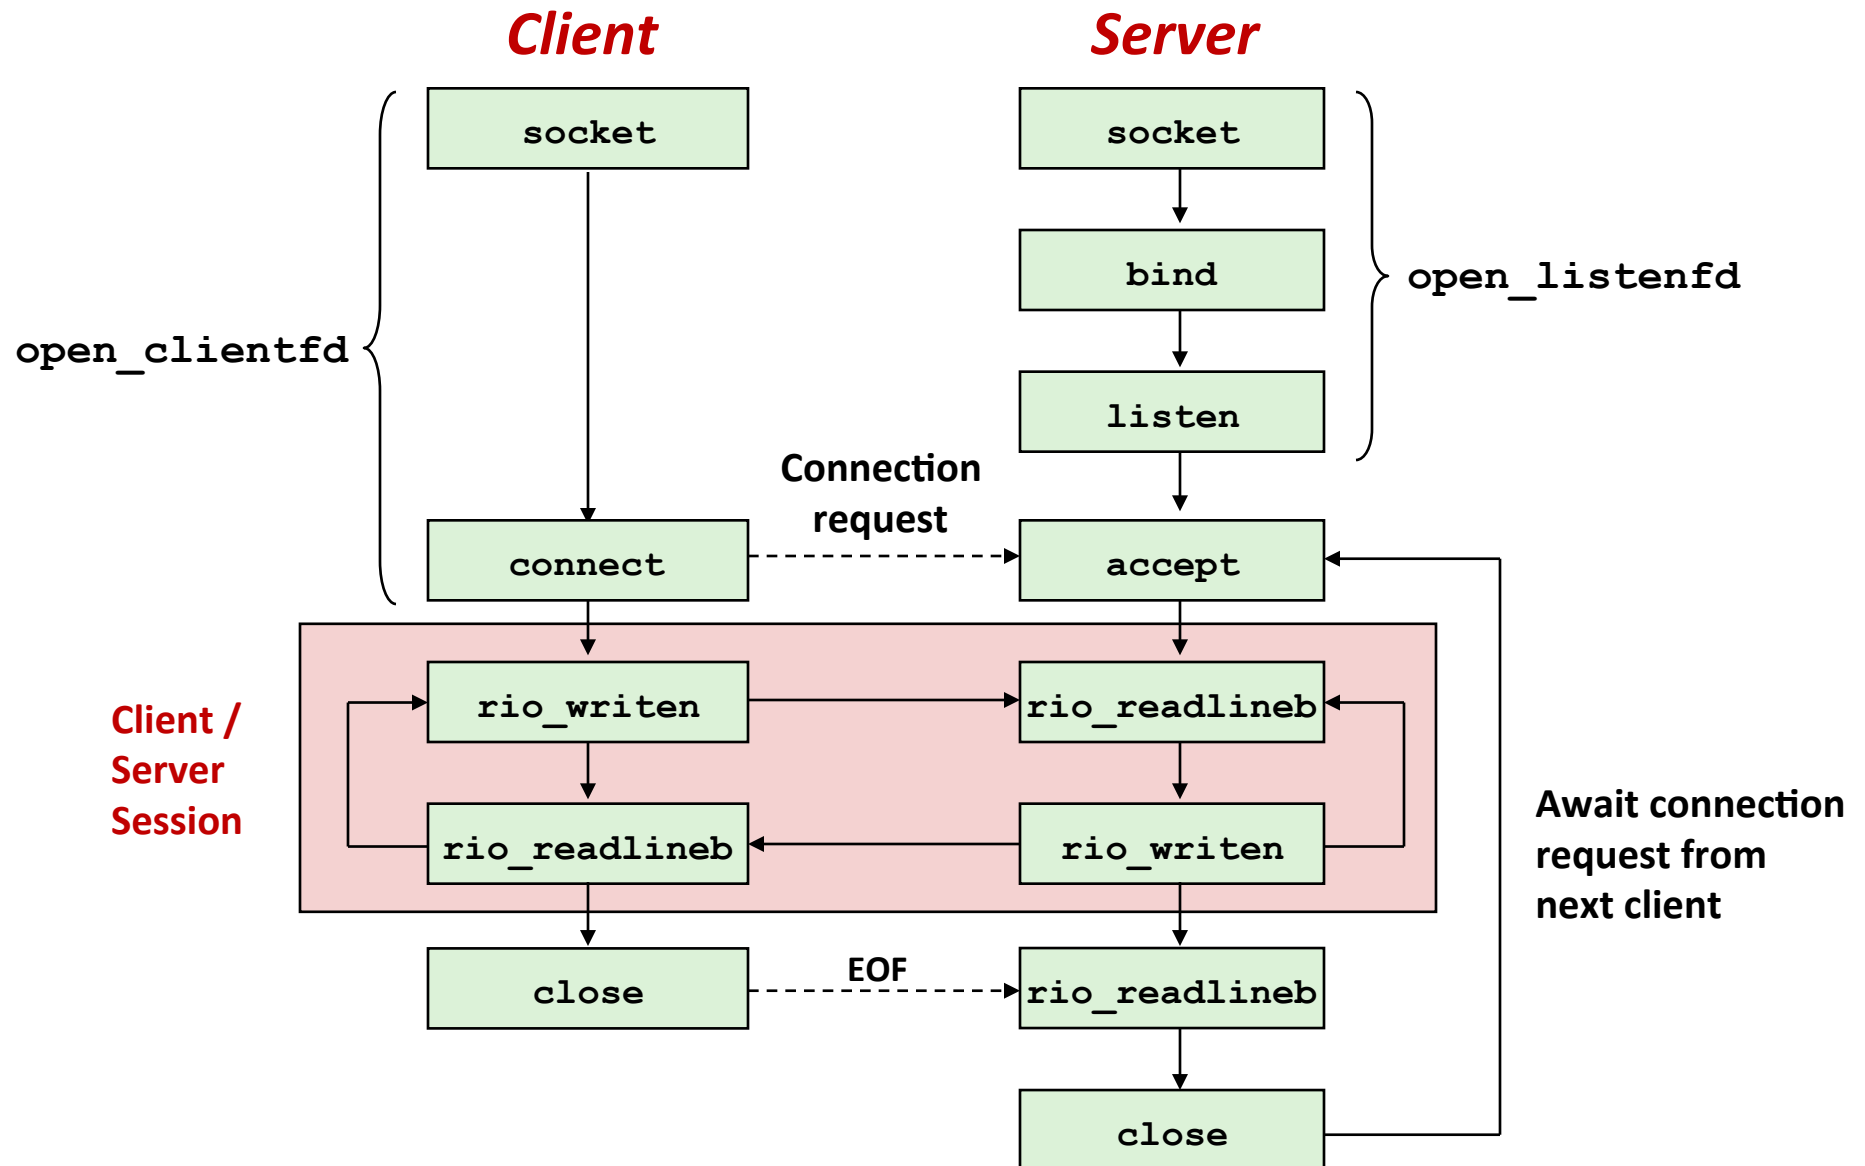 Client
Server
socket
socket
bind
open_listenfd
open_clientfd
listen
Connection
request
connect
accept
rio_writen
rio_readlineb
Client /
Server
Session
rio_readlineb
rio_writen
Await connection
request from
next client
close
EOF
rio_readlineb
close